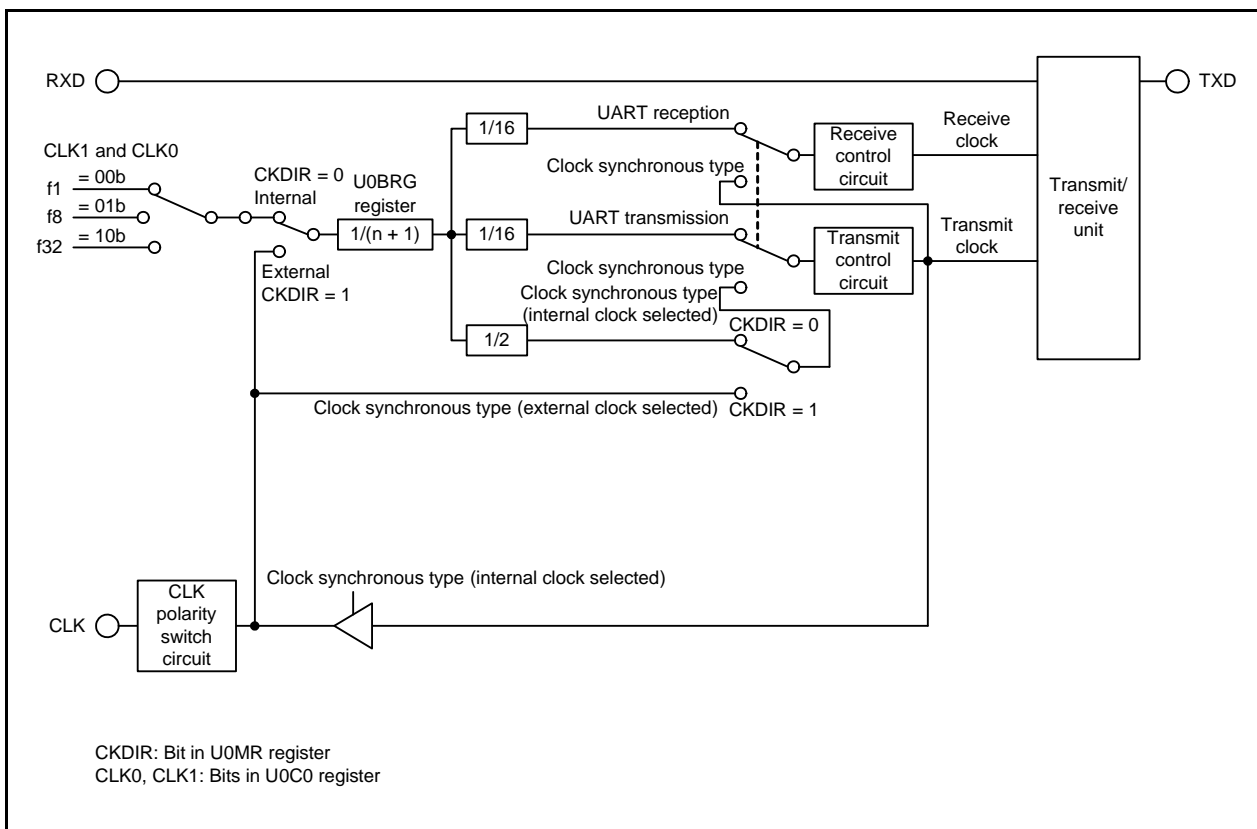 RXD
TXD
CLK1 and CLK0
f1
= 00b
f8
= 01b
f32
= 10b
CKDIR = 0
Internal
External
CKDIR = 1
U0BRG
register
1/(n + 1)
1/16
UART reception
Clock synchronous type
1/16
UART transmission
Clock synchronous type
Clock synchronous type
(internal clock selected)
CKDIR = 0
1/2
Clock synchronous type (external clock selected)
CKDIR = 1
Receive
control
circuit
Receive
clock
Transmit
control
circuit
Transmit
clock
Transmit/
receive
unit
Clock synchronous type (internal clock selected)
CLK
CLK
polarity
switch
circuit
CKDIR: Bit in U0MR register
CLK0, CLK1: Bits in U0C0 register